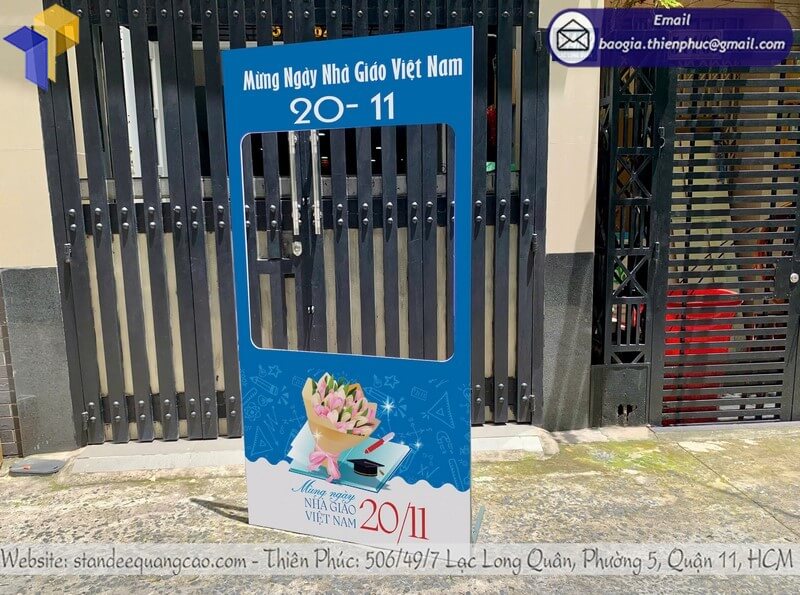 Email
baogia.thienphuc@gmail.com
Mừng Ngày Nhà Giáo Việt Nam
20- 11
Mừng ngày
NHÀ GIÁO
VIỆT NAM
20/11
Website: standeequangcao.com - Thiên Phúc: 506/49/7 Lạc Long Quân, Phường 5, Quận 11, HCM